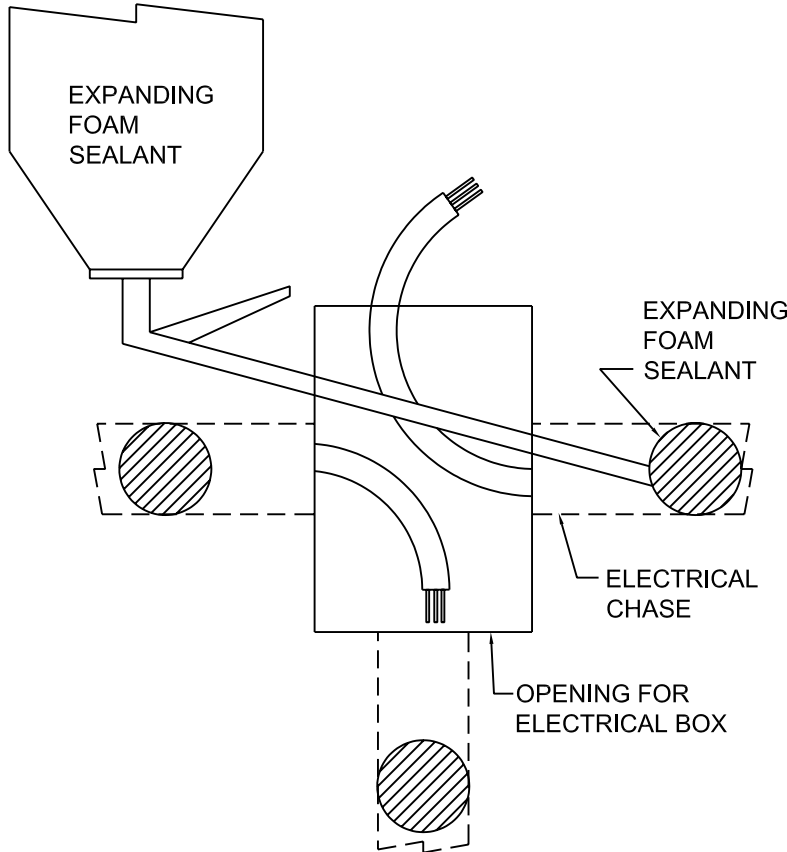 EXPANDING
FOAM
SEALANT
EXPANDING
FOAM
SEALANT
ELECTRICAL
CHASE
OPENING FOR
ELECTRICAL BOX